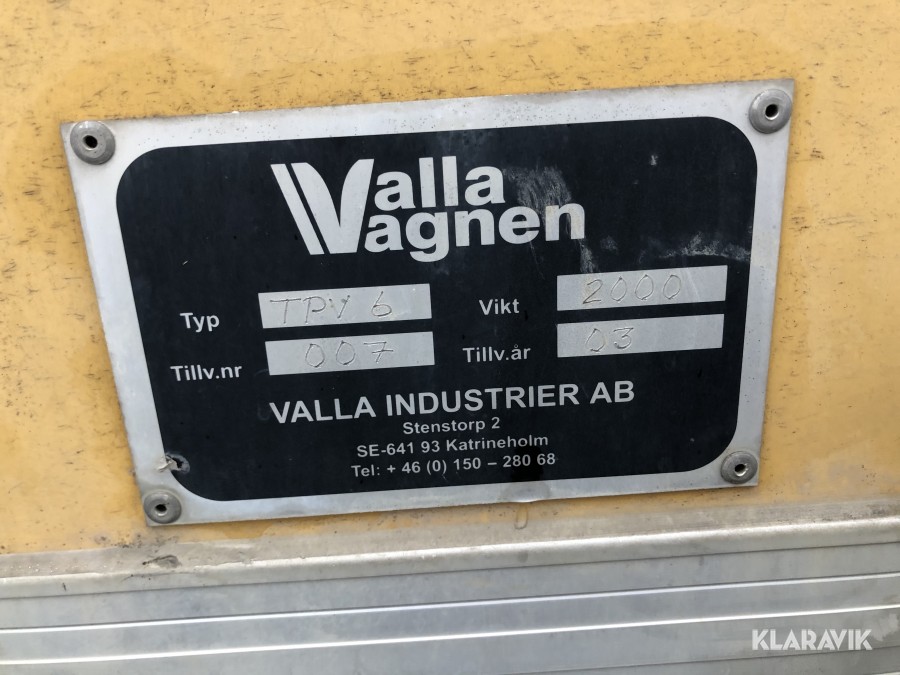 Valla
Vagnen
Typ TPV 6 Vikt 2000
Tillv.nr 007 Tillv.år 03
VALLA INDUSTRIER AB
Stenstorp 2
SE-641 93 Katrineholm
Tel: + 46 (0) 150 – 280 68
KLARAVIK